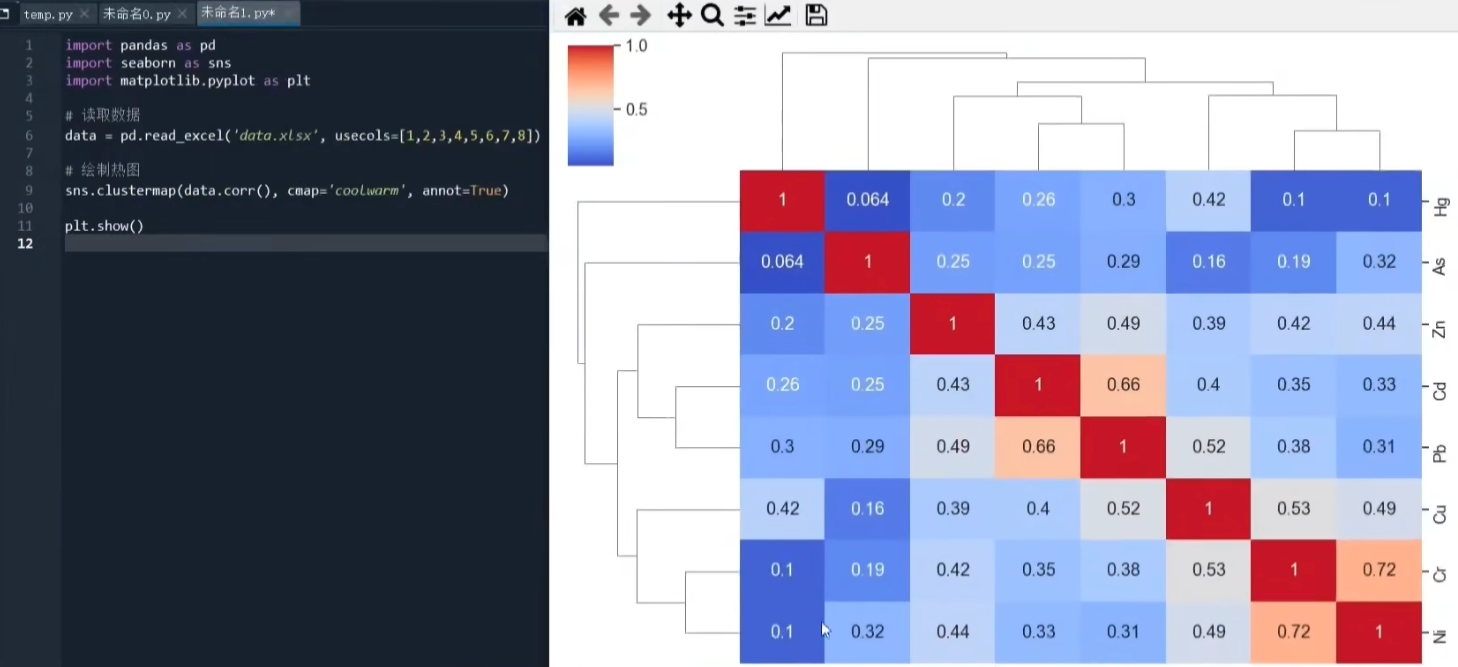 temp.py
未命名0.py
未命名1.py*
1 import pandas as pd
2 import seaborn as sns
3 import matplotlib.pyplot as plt
4
5 # 读取数据
6 data = pd.read_excel('data.xlsx', usecols=[1,2,3,4,5,6,7,8])
7
8 # 绘制热图
9 sns.clustermap(data.corr(), cmap='coolwarm', annot=True)
10
11 plt.show()
12
1.0
0.5
1 0.064 0.2 0.26 0.3 0.42 0.1 0.1 Hg
0.064 1 0.25 0.25 0.29 0.16 0.19 0.32 As
0.2 0.25 1 0.43 0.49 0.39 0.42 0.44 Zn
0.26 0.25 0.43 1 0.66 0.4 0.35 0.33 Cd
0.3 0.29 0.49 0.66 1 0.52 0.38 0.31 Pb
0.42 0.16 0.39 0.4 0.52 1 0.53 0.49 Cu
0.1 0.19 0.42 0.35 0.38 0.53 1 0.72 Cr
0.1 0.32 0.44 0.33 0.31 0.49 0.72 1 Ni